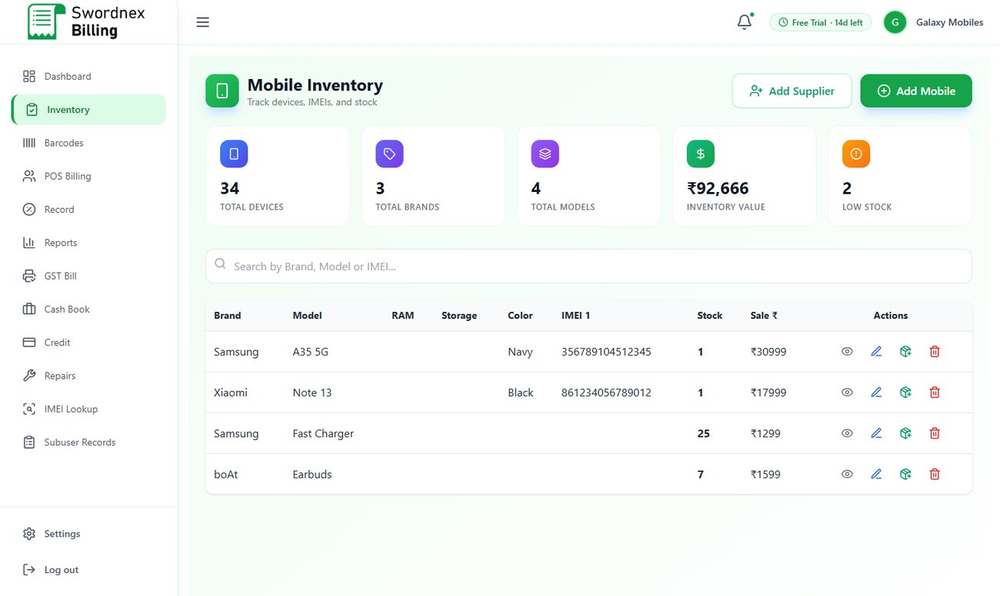 Swordnex
Billing
Free Trial · 14d left
G
Galaxy Mobiles
Dashboard
Inventory
Barcodes
POS Billing
Record
Reports
GST Bill
Cash Book
Credit
Repairs
IMEI Lookup
Subuser Records
Settings
Log out
Mobile Inventory
Track devices, IMEIs, and stock
Add Supplier
Add Mobile
34
TOTAL DEVICES
3
TOTAL BRANDS
4
TOTAL MODELS
₹92,666
INVENTORY VALUE
2
LOW STOCK
Search by Brand, Model or IMEI...
Brand Model RAM Storage Color IMEI 1 Stock Sale ₹ Actions
Samsung A35 5G Navy 356789104512345 1 ₹30999
Xiaomi Note 13 Black 861234056789012 1 ₹17999
Samsung Fast Charger 25 ₹1299
boAt Earbuds 7 ₹1599